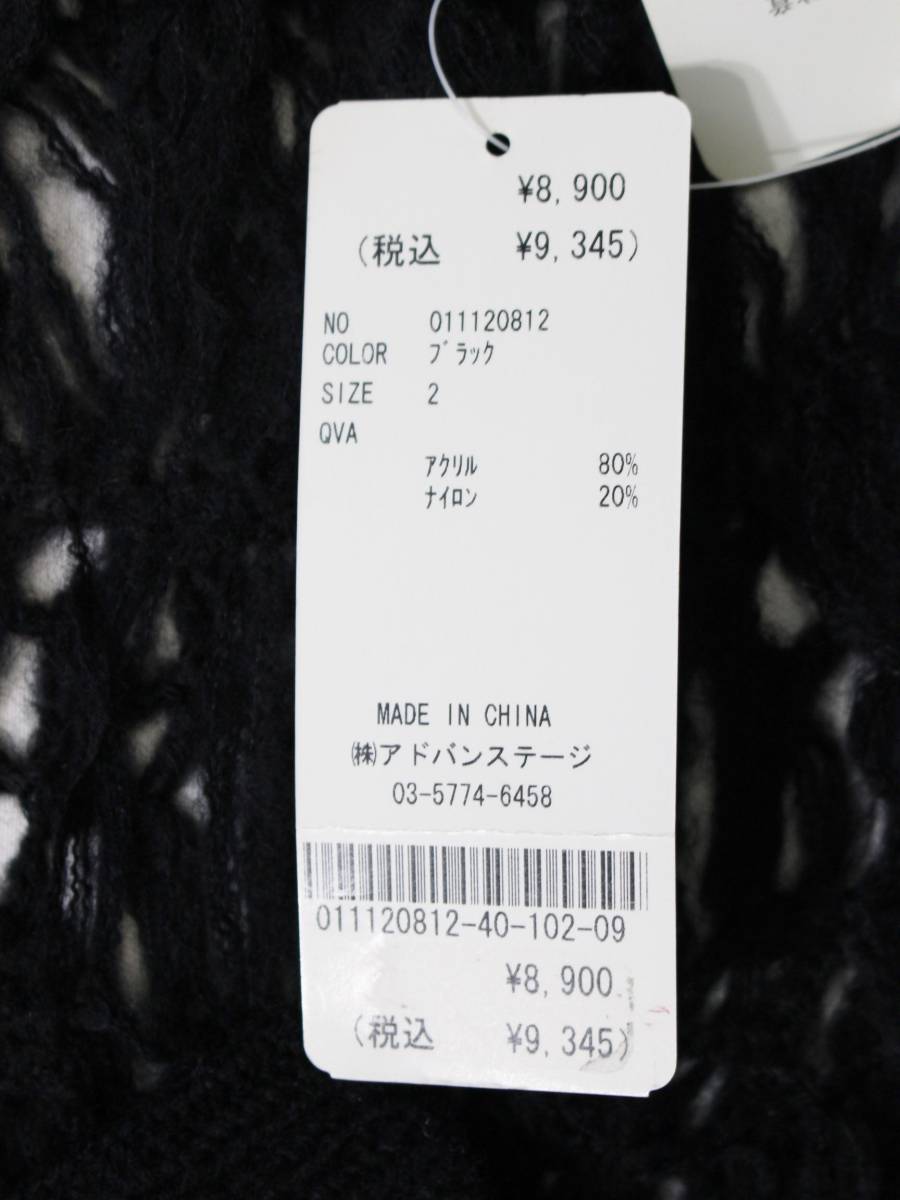 ¥8,900
(税込 ¥9,345)
NO 011120812
COLOR ブラック
SIZE 2
QVA
アクリル 80%
ナイロン 20%
MADE IN CHINA
㈱アドバンステージ
03-5774-6458
011120812-40-102-09
¥8,900
(税込 ¥9,345)